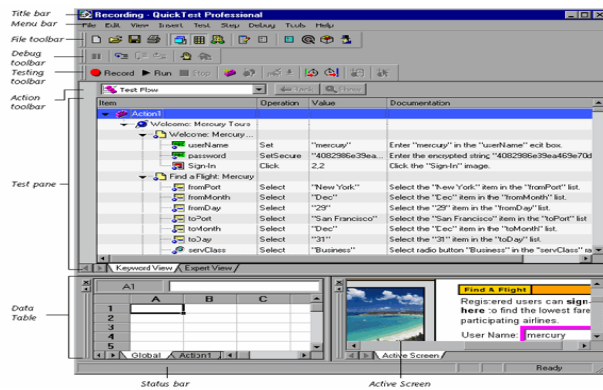 Title bar
Recording - QuickTest Professional
Menu bar
File Edit View Insert Test Step Debug Tools Help
File toolbar
Debug toolbar
Testing toolbar
Record Run Stop
Action toolbar
Test Flow Back Show
Item Operation Value Documentation
Action1
Welcome: Mercury Tours
Welcome: Mercury...
userName Set "mercury" Enter "mercury" in the "userName" edit box.
password SetSecure "4082986e39ea... Enter the encrypted string "4082986e39ea469e70d
Sign-In Click 2,2 Click the "Sign-In" image.
Find a Flight: Mercury
fromPort Select "New York" Select the "New York" item in the "fromPort" list.
fromMonth Select "Dec" Select the "Dec" item in the "fromMonth" list.
fromDay Select "29" Select the "29" item in the "fromDay" list.
Test pane
toPort Select "San Francisco" Select the "San Francisco" item in the "toPort" list
toMonth Select "Dec" Select the "Dec" item in the "toMonth" list.
toDay Select "31" Select the "31" item in the "toDay" list.
servClass Select "Business" Select radio button "Business" in the "servClass" ra
Keyword View Expert View
Data Table
A1
A B C
1
2
3
4
5
Global Action1
Find A Flight
Registered users can sign-
here to find the lowest fare
participating airlines.
User Name: mercury
Active Screen
Ready
Status bar
Active Screen